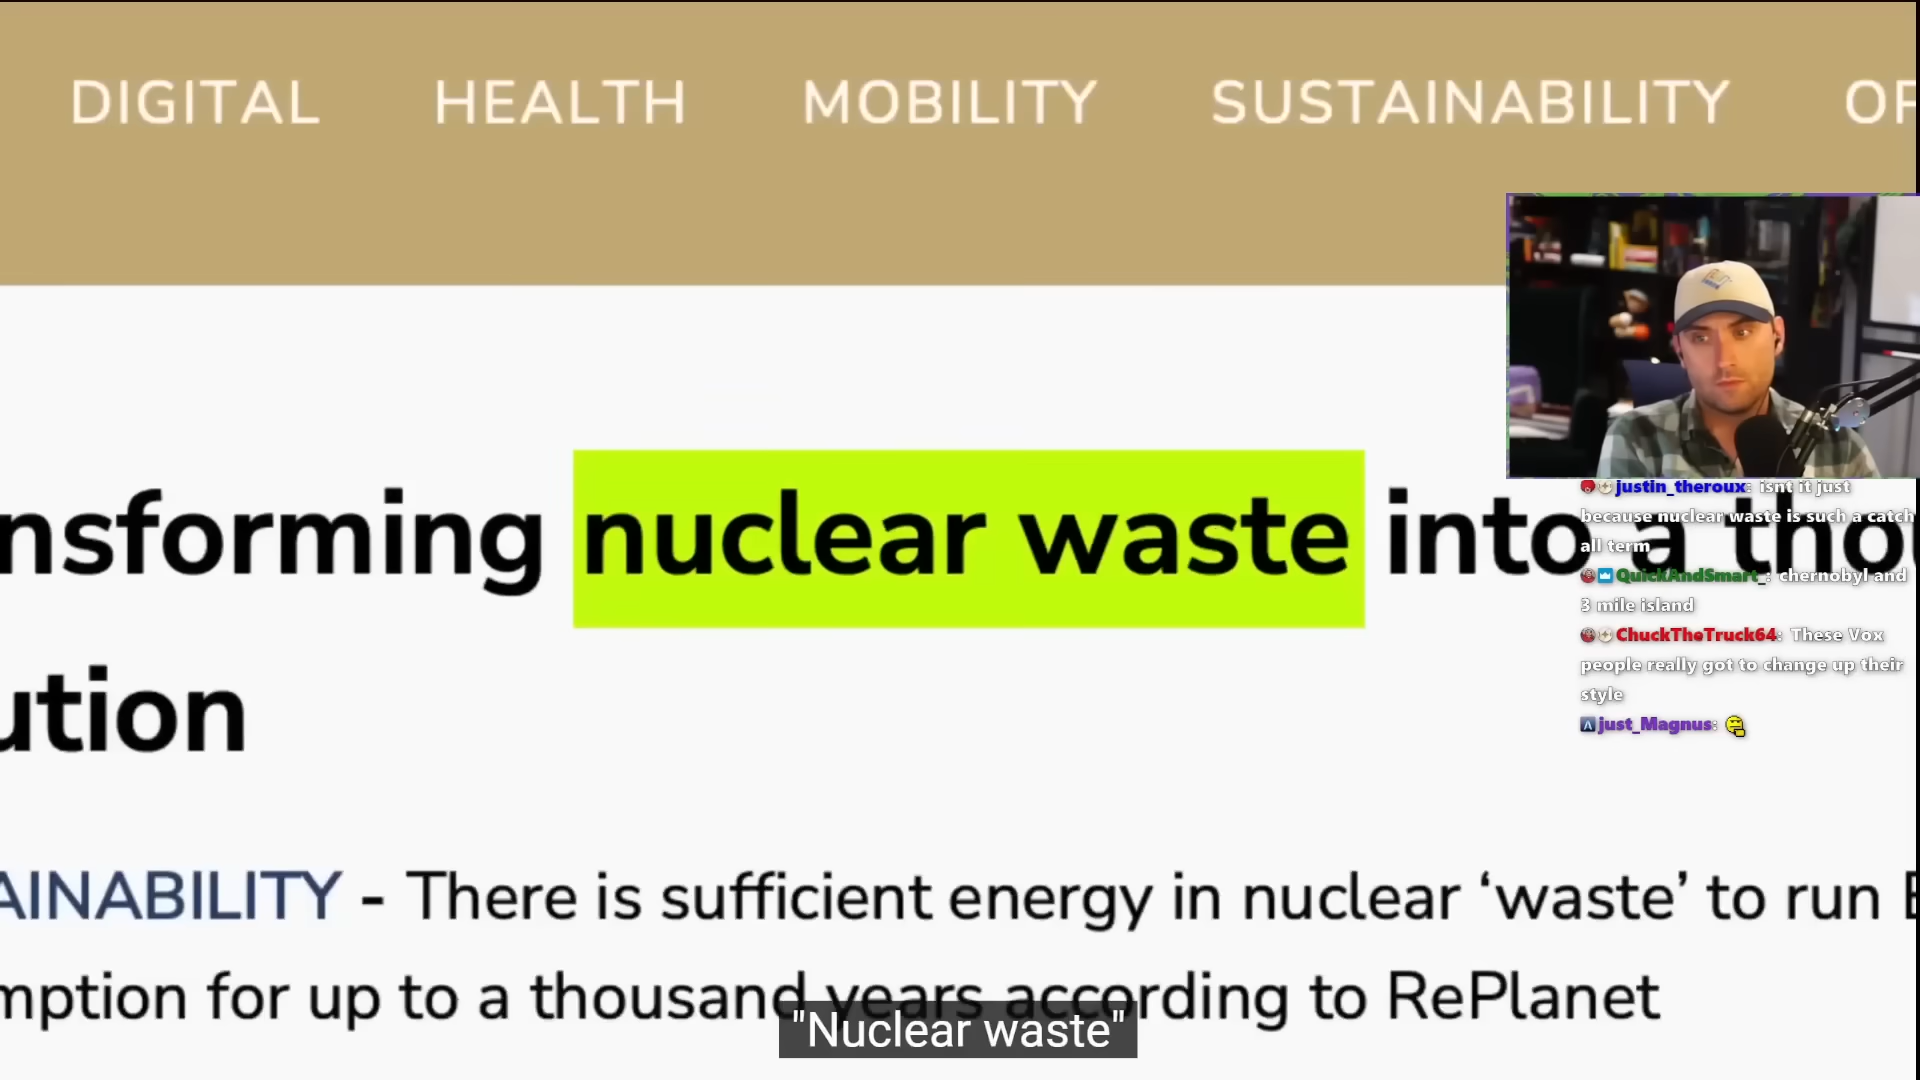 DIGITAL HEALTH MOBILITY SUSTAINABILITY
nsforming nuclear waste into a thou
ution
AINABILITY - There is sufficient energy in nuclear ‘waste’ to run E
mption for up to a thousand years according to RePlanet
"Nuclear waste"
justin_theroux: isnt it just
because nuclear waste is such a catch
all term
QuickAndSmart_: chernobyl and
3 mile island
ChuckTheTruck64: These Vox
people really got to change up their
style
just_Magnus: